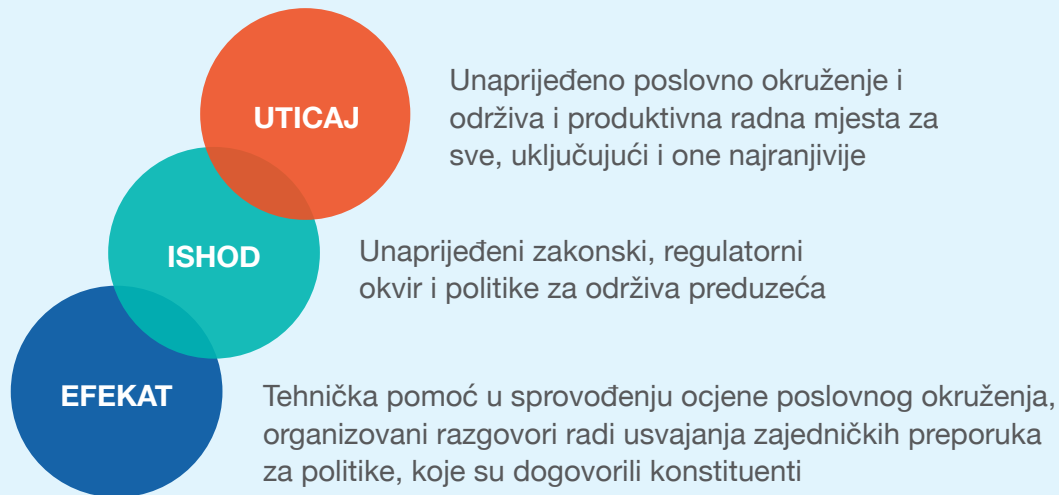 UTICAJ
Unaprijeđeno poslovno okruženje i
održiva i produktivna radna mjesta za
sve, uključujući i one najranjivije
ISHOD
Unaprijeđeni zakonski, regulatorni
okvir i politike za održiva preduzeća
EFEKAT
Tehnička pomoć u sprovođenju ocjene poslovnog okruženja,
organizovani razgovori radi usvajanja zajedničkih preporuka
za politike, koje su dogovorili konstituenti